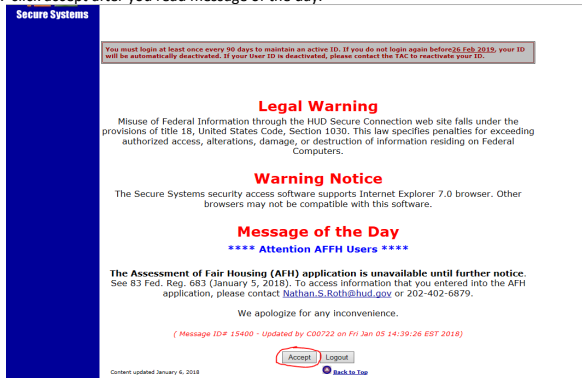 Click accept after you read message of the day.
Secure Systems
You must login at least once every 90 days to maintain an active ID. If you do not login again before26 Feb 2019, your ID
will be automatically deactivated. If your User ID is deactivated, please contact the TAC to reactivate your ID.
Legal Warning
Misuse of Federal Information through the HUD Secure Connection web site falls under the
provisions of title 18, United States Code, Section 1030. This law specifies penalties for exceeding
authorized access, alterations, damage, or destruction of information residing on Federal
Computers.
Warning Notice
The Secure Systems security access software supports Internet Explorer 7.0 browser. Other
browsers may not be compatible with this software.
Message of the Day
**** Attention AFFH Users ****
The Assessment of Fair Housing (AFH) application is unavailable until further notice.
See 83 Fed. Reg. 683 (January 5, 2018). To access information that you entered into the AFH
application, please contact Nathan.S.Roth@hud.gov or 202-402-6879.
We apologize for any inconvenience.
( Message ID# 15400 - Updated by C00722 on Fri Jan 05 14:39:26 EST 2018)
Accept Logout
Content updated January 6, 2018 Back to Top